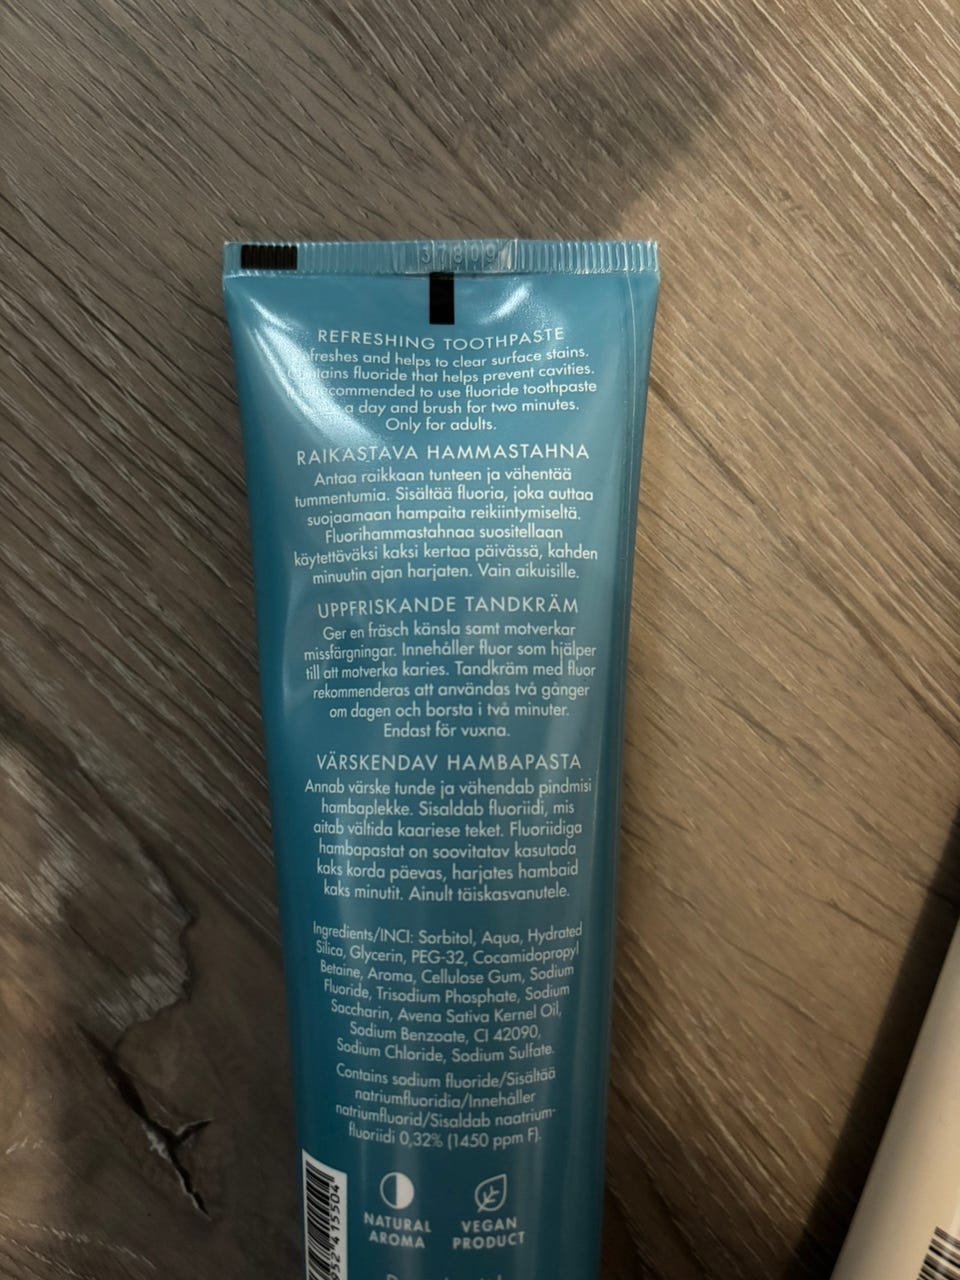 37809
REFRESHING TOOTHPASTE
freshes and helps to clear surface stains.
Contains fluoride that helps prevent cavities.
recommended to use fluoride toothpaste
a day and brush for two minutes.
Only for adults.
RAIKASTAVA HAMMASTAHNA
Antaa raikkaan tunteen ja vähentää
tummentumia. Sisältää fluoria, joka auttaa
suojaamaan hampaita reikiintymiseltä.
Fluorihammastahnaa suositellaan
käytettäväksi kaksi kertaa päivässä, kahden
minuutin ajan harjaten. Vain aikuisille.
UPPFRISKANDE TANDKRÄM
Ger en fräsch känsla samt motverkar
missfärgningar. Innehåller fluor som hjälper
till att motverka karies. Tandkräm med fluor
rekommenderas att användas två gånger
om dagen och borsta i två minuter.
Endast för vuxna.
VÄRSKENDAV HAMBAPASTA
Annab värske tunde ja vähendab pindmisi
hambaplekke. Sisaldab fluoriidi, mis
aitab vältida kaariese teket. Fluoriidiga
hambapastat on soovitatav kasutada
kaks korda päevas, harjates hambaid
kaks minutit. Ainult täiskasvanutele.
Ingredients/INCI: Sorbitol, Aqua, Hydrated
Silica, Glycerin, PEG-32, Cocamidopropyl
Betaine, Aroma, Cellulose Gum, Sodium
Fluoride, Trisodium Phosphate, Sodium
Saccharin, Avena Sativa Kernel Oil,
Sodium Benzoate, CI 42090,
Sodium Chloride, Sodium Sulfate.
Contains sodium fluoride/Sisältää
natriumfluoridia/Innehåller
natriumfluorid/Sisaldab naatrium-
fluoriidi 0,32% (1450 ppm F).
NATURAL
AROMA
VEGAN
PRODUCT
952 415504